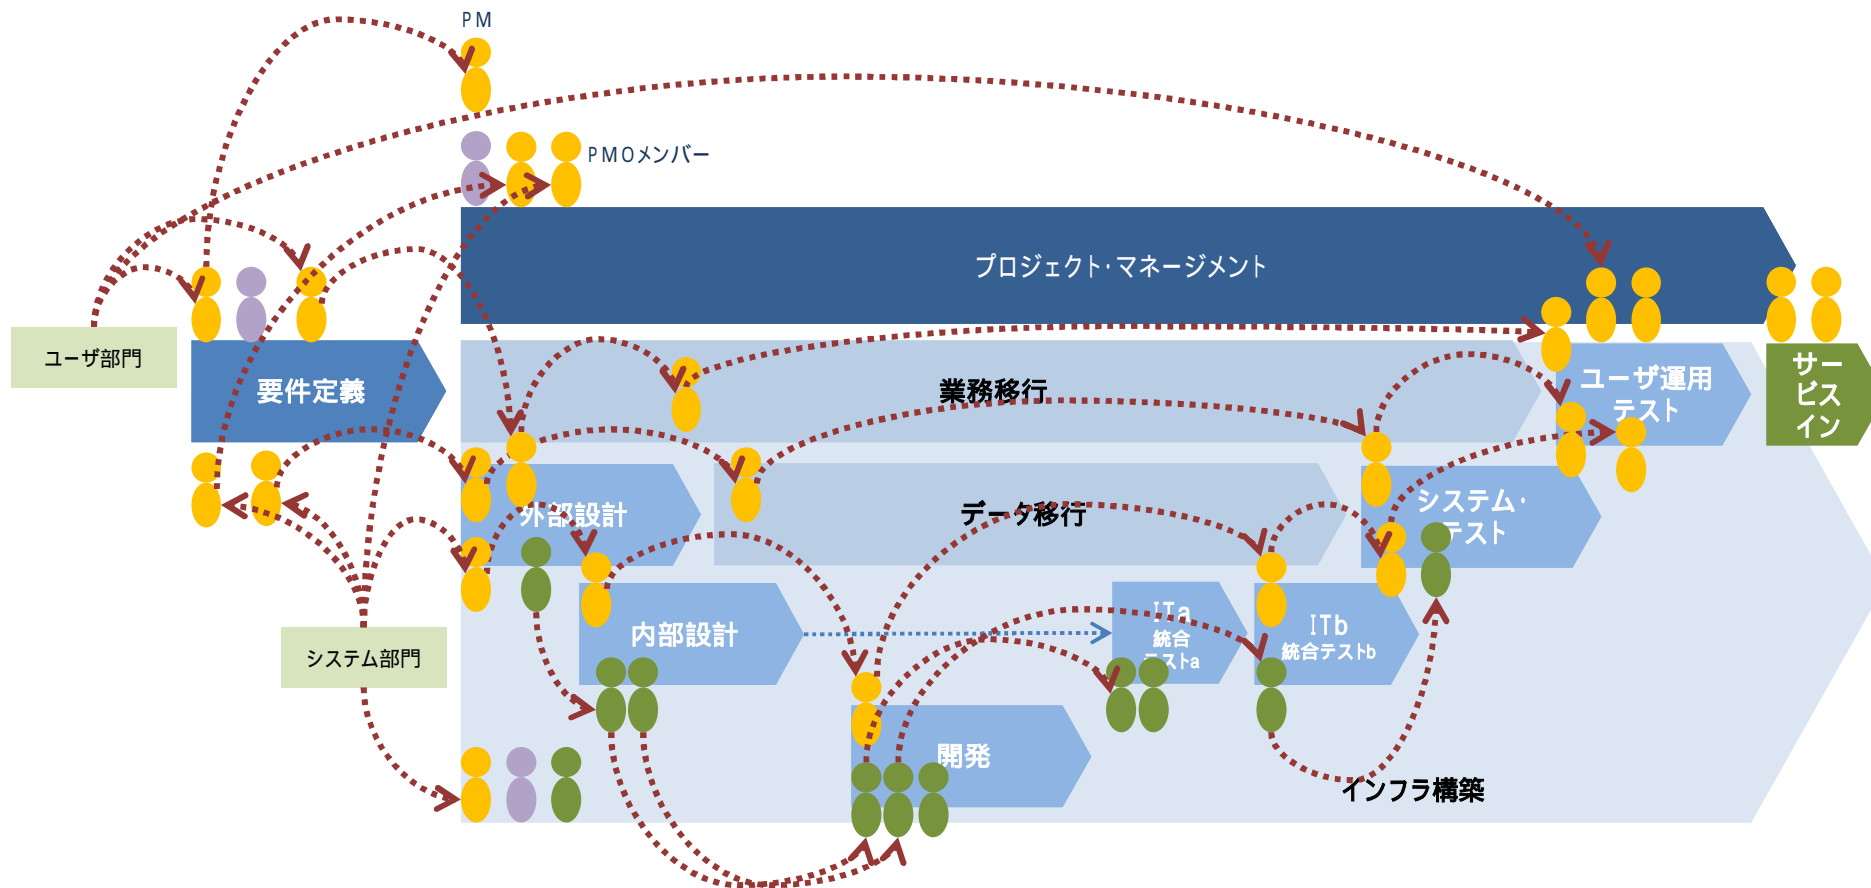 PM
PMOメンバー
プロジェクト・マネージメント
ユーザ部門
要件定義
業務移行
ユーザ運用
テスト
サー
ビス
イン
外部設計
データ移行
システム・
テスト
内部設計
ITa
統合
テストa
ITb
統合テストb
システム部門
開発
インフラ構築